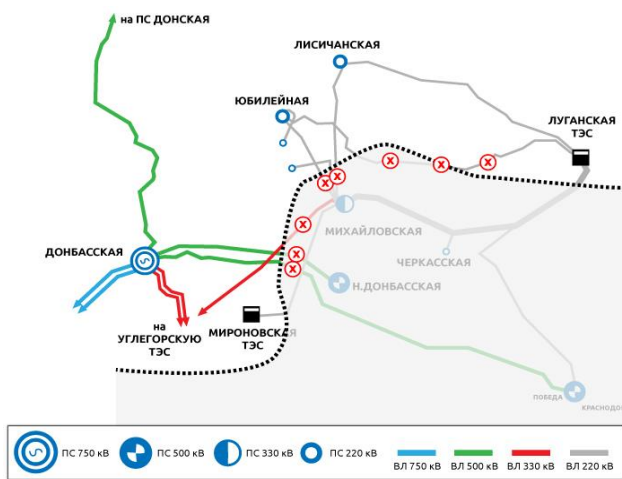 на ПС ДОНСКАЯ
ЛИСИЧАНСКАЯ
ЮБИЛЕЙНАЯ
ЛУГАНСКАЯ
ТЭС
МИХАЙЛОВСКАЯ
ДОНБАССКАЯ
ЧЕРКАССКАЯ
Н.ДОНБАССКАЯ
на
УГЛЕГОРСКУЮ
ТЭС
МИРОНОВСКАЯ
ТЭС
ПОБЕДА
КРАСНОДО
ПС 750 кВ
ПС 500 кВ
ПС 330 кВ
ПС 220 кВ
ВЛ 750 кВ
ВЛ 500 кВ
ВЛ 330 кВ
ВЛ 220 кВ